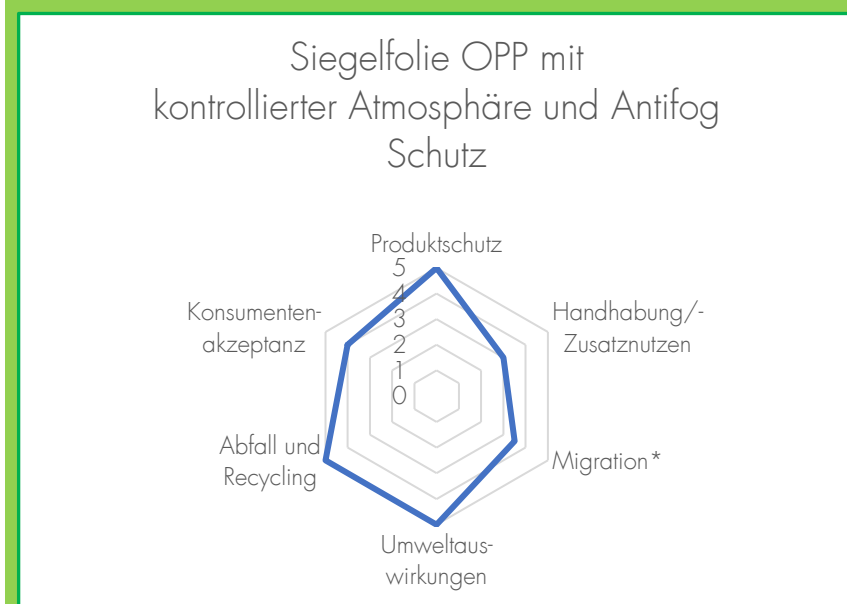 Siegelfolie OPP mit
kontrollierter Atmosphäre und Antifog
Schutz
Produktschutz
5
4
3
2
1
0
Handhabung/-
Zusatznutzen
Migration*
Umweltaus-
wirkungen
Abfall und
Recycling
Konsumenten-
akzeptanz